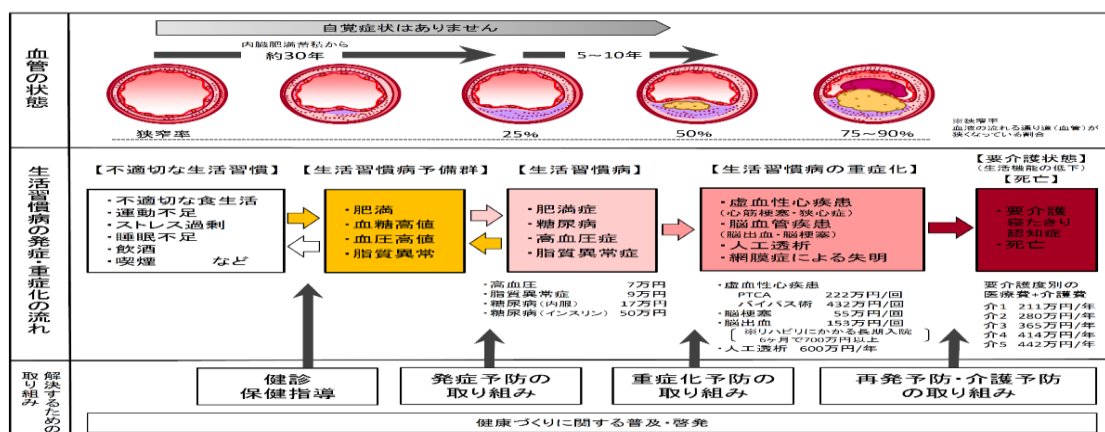 血管の状態
自覚症状はありません
内臓肥満蓄積から
約30年
5～10年
狭窄率
25%
50%
75～90%
※狭窄率
血液の流れる通り道(血管)が
狭くなっている割合
生活習慣病の発症・重症化の流れ
【不適切な生活習慣】
・不適切な食生活
・運動不足
・ストレス過剰
・睡眠不足
・飲酒
・喫煙 など
【生活習慣病予備群】
・肥満
・血糖高値
・血圧高値
・脂質異常
【生活習慣病】
・肥満症
・糖尿病
・高血圧症
・脂質異常症
・高血圧 7万円
・脂質異常症 9万円
・糖尿病(内服) 17万円
・糖尿病(インスリン) 50万円
【生活習慣病の重症化】
・虚血性心疾患
(心筋梗塞・狭心症)
・脳血管疾患
(脳出血・脳梗塞)
・人工透析
・網膜症による失明
・虚血性心疾患
PTCA 222万円/回
バイパス術 432万円/回
・脳梗塞 55万円/回
・脳出血 153万円/回
※リハビリにかかる長期入院
6ヶ月で700万円以上
・人工透析 600万円/年
【要介護状態】
(生活機能の低下)
【死亡】
・要介護
寝たきり
認知症
・死亡
要介護度別の
医療費+介護費
介1 211万円/年
介2 280万円/年
介3 365万円/年
介4 414万円/年
介5 442万円/年
解決するための
取り組み
健診
保健指導
発症予防の
取り組み
重症化予防の
取り組み
再発予防・介護予防
の取り組み
健康づくりに関する普及・啓発